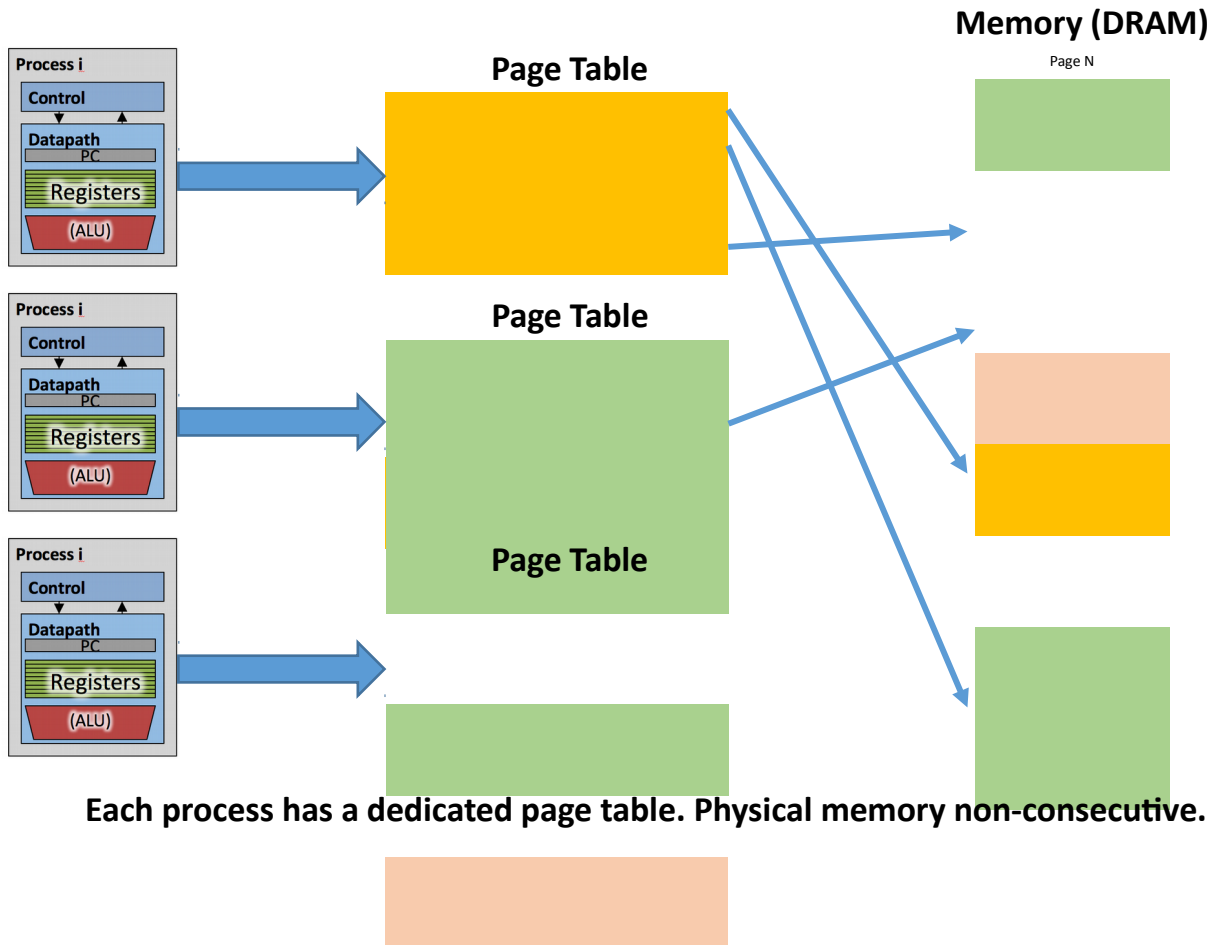 Memory (DRAM)
Page N
Process i
Control
Datapath
PC
Registers
(ALU)
Page Table
Process i
Control
Datapath
PC
Registers
(ALU)
Page Table
Process i
Control
Datapath
PC
Registers
(ALU)
Page Table
Each process has a dedicated page table. Physical memory non-consecutive.